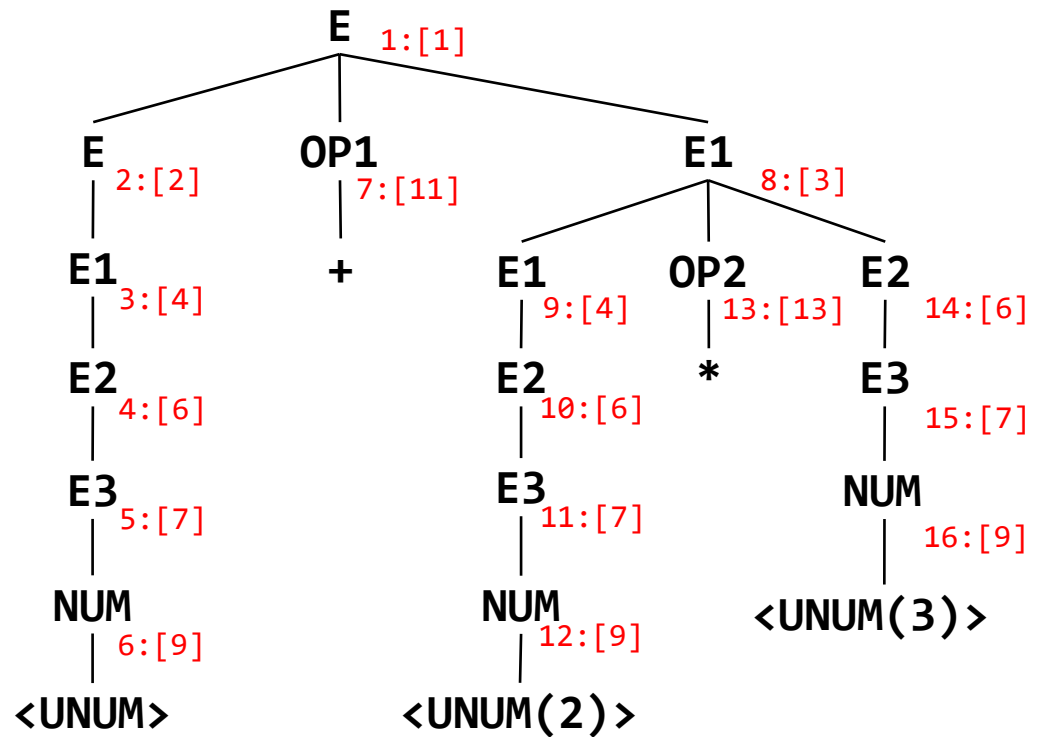 E 1:[1]
E OP1 E1
2:[2] 7:[11] 8:[3]
E1 + E1 OP2 E2
3:[4] 9:[4] 13:[13] 14:[6]
E2 E2 * E3
4:[6] 10:[6] 15:[7]
E3 E3 NUM
5:[7] 11:[7] 16:[9]
NUM NUM <UNUM(3)>
6:[9] 12:[9]
<UNUM> <UNUM(2)>